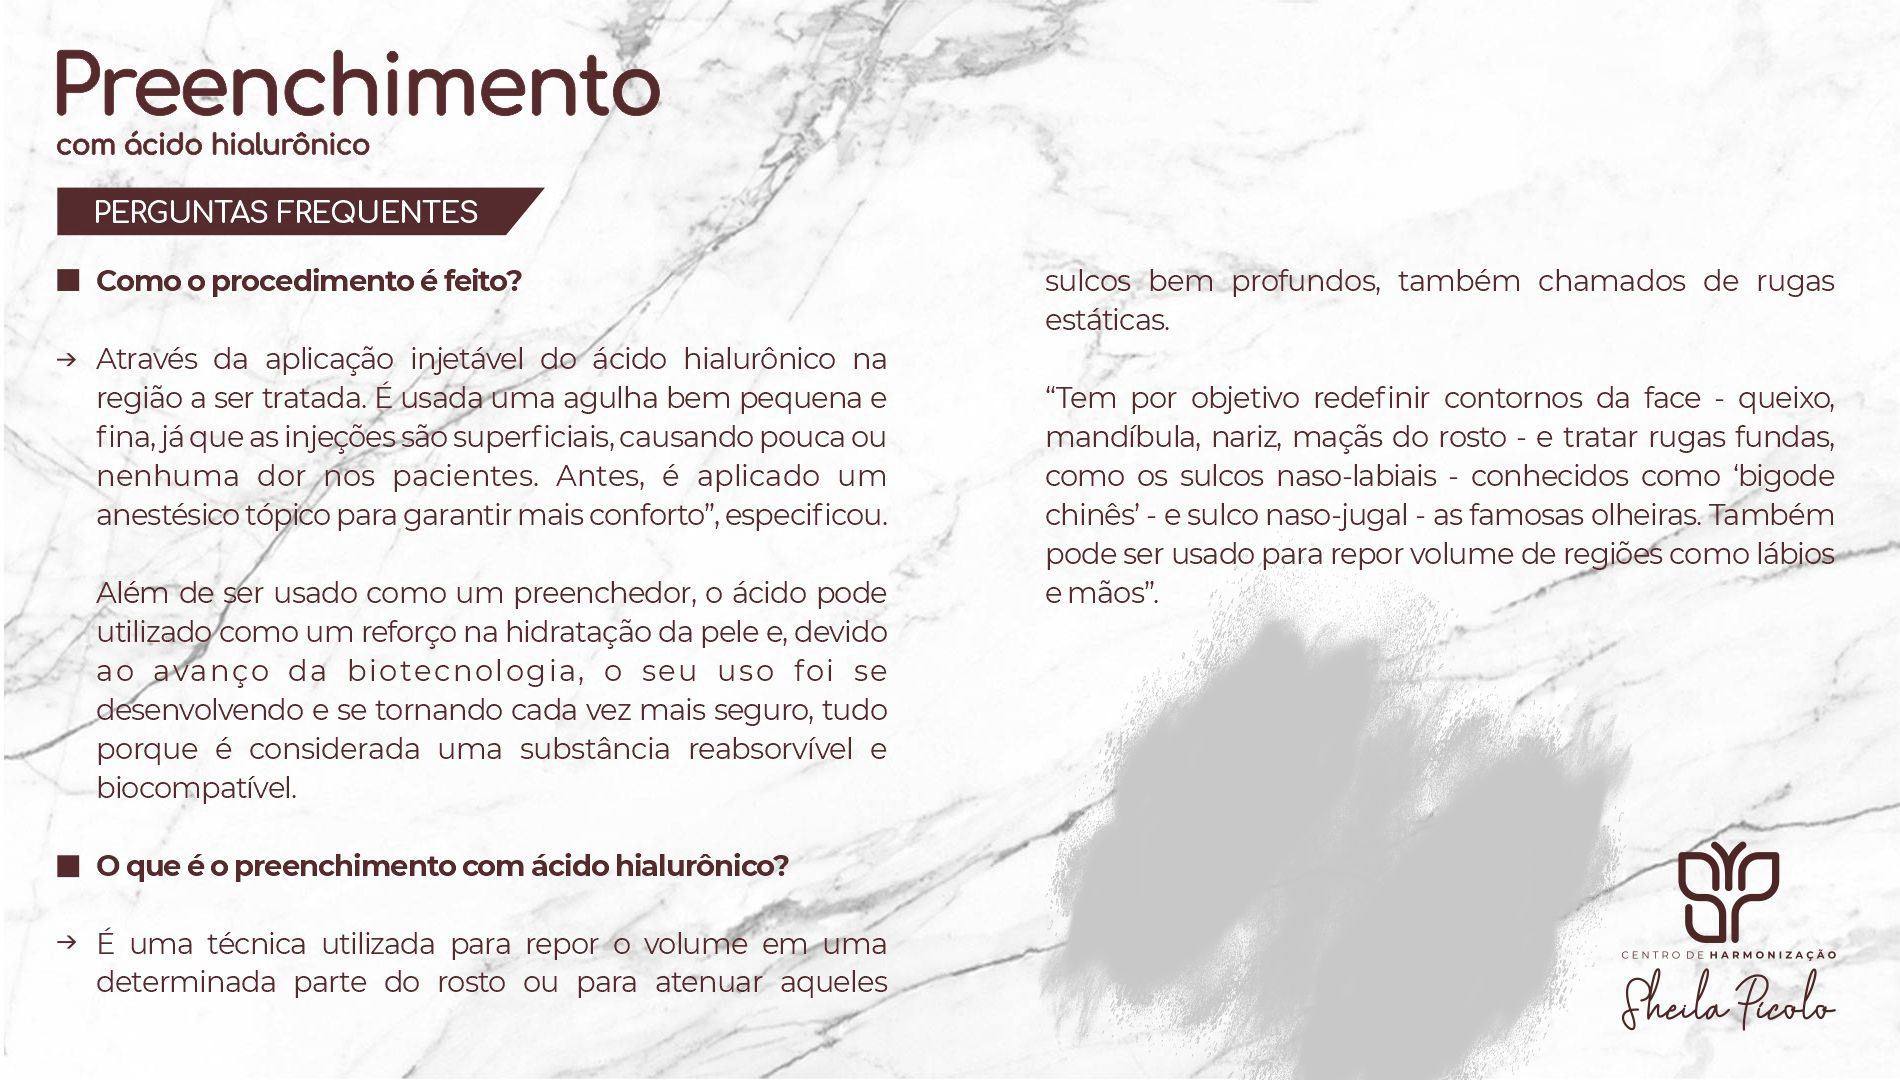 Preenchimento
com ácido hialurônico
PERGUNTAS FREQUENTES
Como o procedimento é feito?
Através da aplicação injetável do ácido hialurônico na
região a ser tratada. É usada uma agulha bem pequena e
fina, já que as injeções são superficiais, causando pouca ou
nenhuma dor nos pacientes. Antes, é aplicado um
anestésico tópico para garantir mais conforto”, especificou.
Além de ser usado como um preenchedor, o ácido pode
utilizado como um reforço na hidratação da pele e, devido
ao avanço da biotecnologia, o seu uso foi se
desenvolvendo e se tornando cada vez mais seguro, tudo
porque é considerada uma substância reabsorvível e
biocompatível.
O que é o preenchimento com ácido hialurônico?
É uma técnica utilizada para repor o volume em uma
determinada parte do rosto ou para atenuar aqueles
sulcos bem profundos, também chamados de rugas
estáticas.
“Tem por objetivo redefinir contornos da face - queixo,
mandíbula, nariz, maçãs do rosto - e tratar rugas fundas,
como os sulcos naso-labiais - conhecidos como ‘bigode
chinês’ - e sulco naso-jugal - as famosas olheiras. Também
pode ser usado para repor volume de regiões como lábios
e mãos”.
CENTRO DE HARMONIZAÇÃO
Sheila Picolo